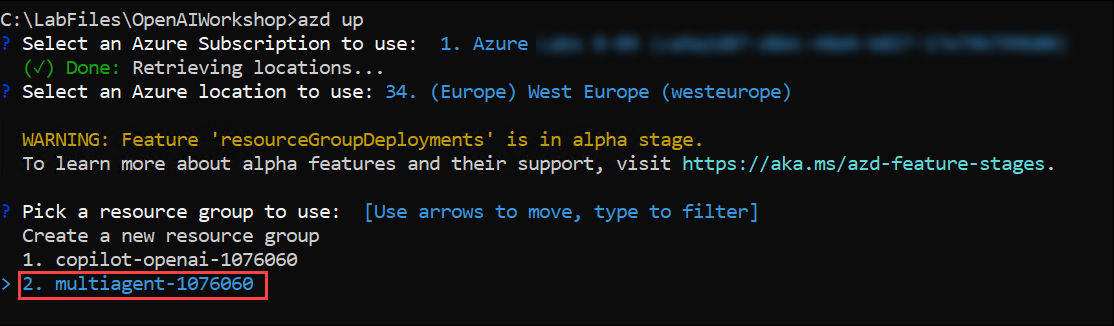 C:\LabFiles\OpenAIWorkshop>azd up
? Select an Azure Subscription to use:  1. Azure
(✓) Done: Retrieving locations...
? Select an Azure location to use: 34. (Europe) West Europe (westeurope)
WARNING: Feature 'resourceGroupDeployments' is in alpha stage.
To learn more about alpha features and their support, visit https://aka.ms/azd-feature-stages.
? Pick a resource group to use:  [Use arrows to move, type to filter]
Create a new resource group
1. copilot-openai-1076060
> 2. multiagent-1076060